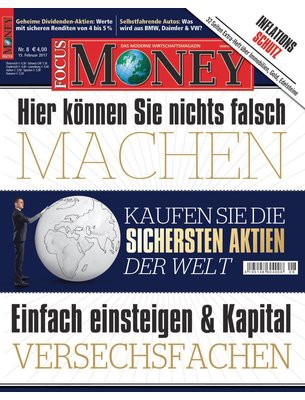 Geheime Dividenden-Aktien: Werte
mit sicheren Renditen von 4 bis 5 %
Selbstfahrende Autos: Was
wird aus BMW, Daimler & VW?
Nr. 8 € 4,00
15. Februar 2017
DAS MODERNE WIRTSCHAFTSMAGAZIN
FOCUS
MONEY
INFLATIONS
SCHUTZ
Hier können Sie nichts falsch
MACHEN
KAUFEN SIE DIE
SICHERSTEN AKTIEN
DER WELT
Einfach einsteigen & Kapital
VERSECHSFACHEN